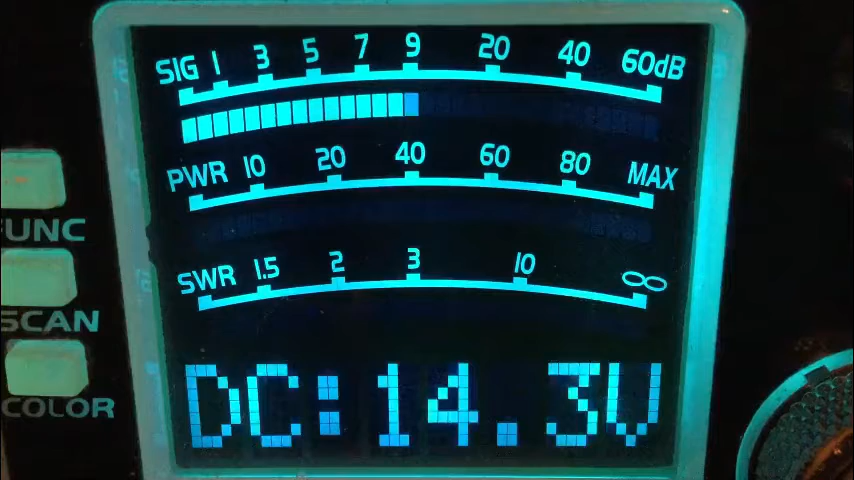 SIG 1 3 5 7 9 20 40 60dB
PWR 10 20 40 60 80 MAX
FUNC
SWR 1.5 2 3 10 ∞
SCAN
DC:14.3V
COLOR